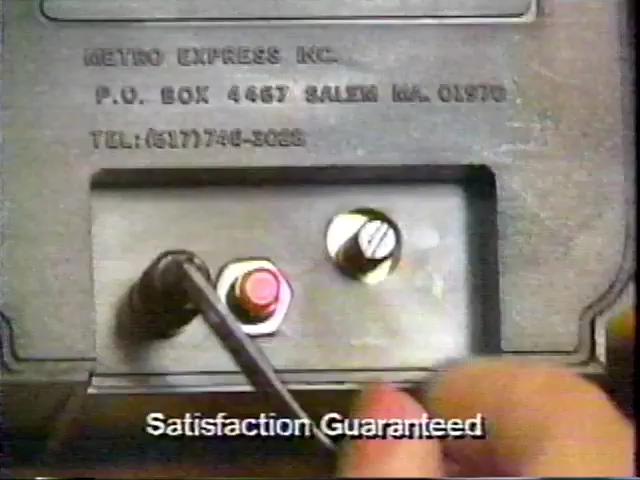 METRO EXPRESS INC.
P.O. BOX 4467 SALEM MA. 01970
TEL:(617)746-3028
Satisfaction Guaranteed